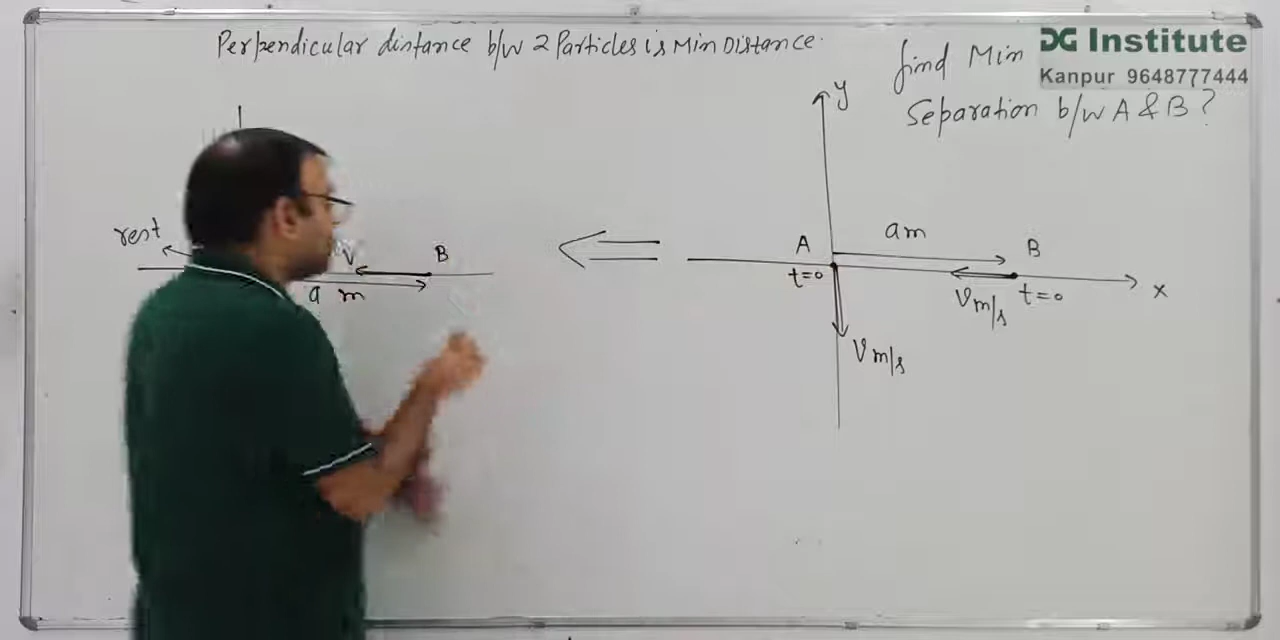 Perpendicular distance b/w 2 Particles is Min Distance.
find Min
Separation b/w A & B ?
DG Institute
Kanpur 9648777444
y
rest
V
B
a m
A
a m
B
t=0
V m/s
t=0
x
V m/s